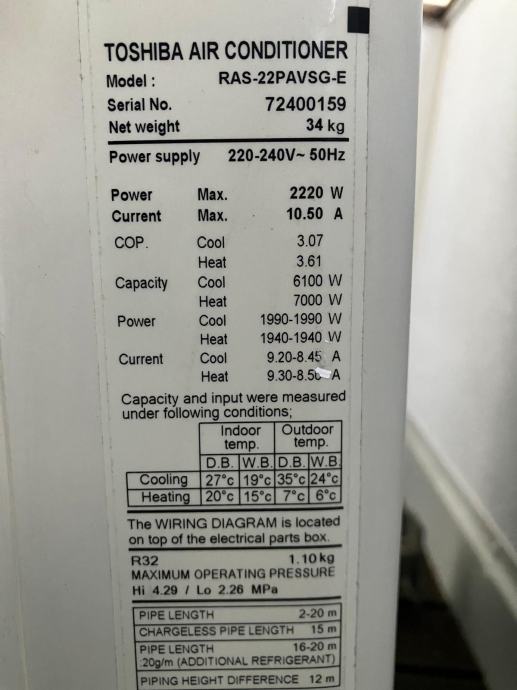 TOSHIBA AIR CONDITIONER
Model : RAS-22PAVSG-E
Serial No. 72400159
Net weight 34 kg
Power supply 220-240V~ 50Hz
Power Max. 2220 W
Current Max. 10.50 A
COP. Cool 3.07
Heat 3.61
Capacity Cool 6100 W
Heat 7000 W
Power Cool 1990-1990 W
Heat 1940-1940 W
Current Cool 9.20-8.45 A
Heat 9.30-8.50 A
Capacity and input were measured
under following conditions;
Indoor temp. Outdoor temp.
D.B. W.B. D.B. W.B.
Cooling 27°c 19°c 35°c 24°c
Heating 20°c 15°c 7°c 6°c
The WIRING DIAGRAM is located
on top of the electrical parts box.
R32 1.10kg
MAXIMUM OPERATING PRESSURE
Hi 4.29 / Lo 2.26 MPa
PIPE LENGTH 2-20 m
CHARGELESS PIPE LENGTH 15 m
PIPE LENGTH 16-20 m
:20g/m (ADDITIONAL REFRIGERANT)
PIPING HEIGHT DIFFERENCE 12 m